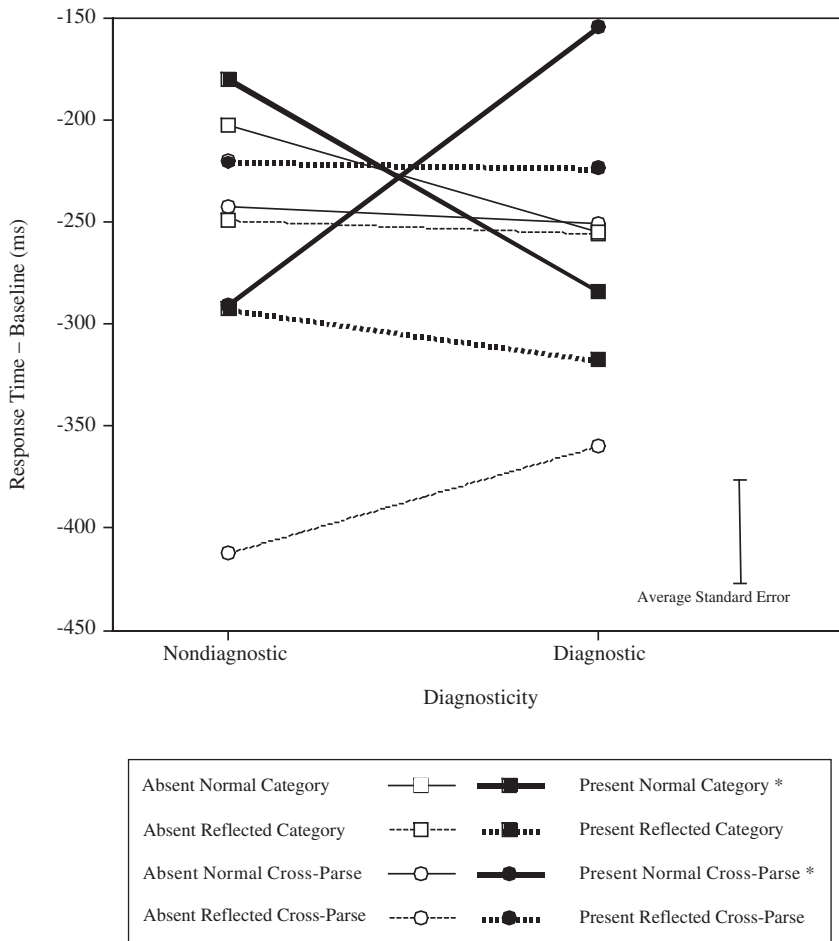 -150
-200
-250
-300
-350
-400
-450
Response Time – Baseline (ms)
Average Standard Error
Nondiagnostic Diagnostic
Diagnosticity
Absent Normal Category Present Normal Category *
Absent Reflected Category Present Reflected Category
Absent Normal Cross-Parse Present Normal Cross-Parse *
Absent Reflected Cross-Parse Present Reflected Cross-Parse